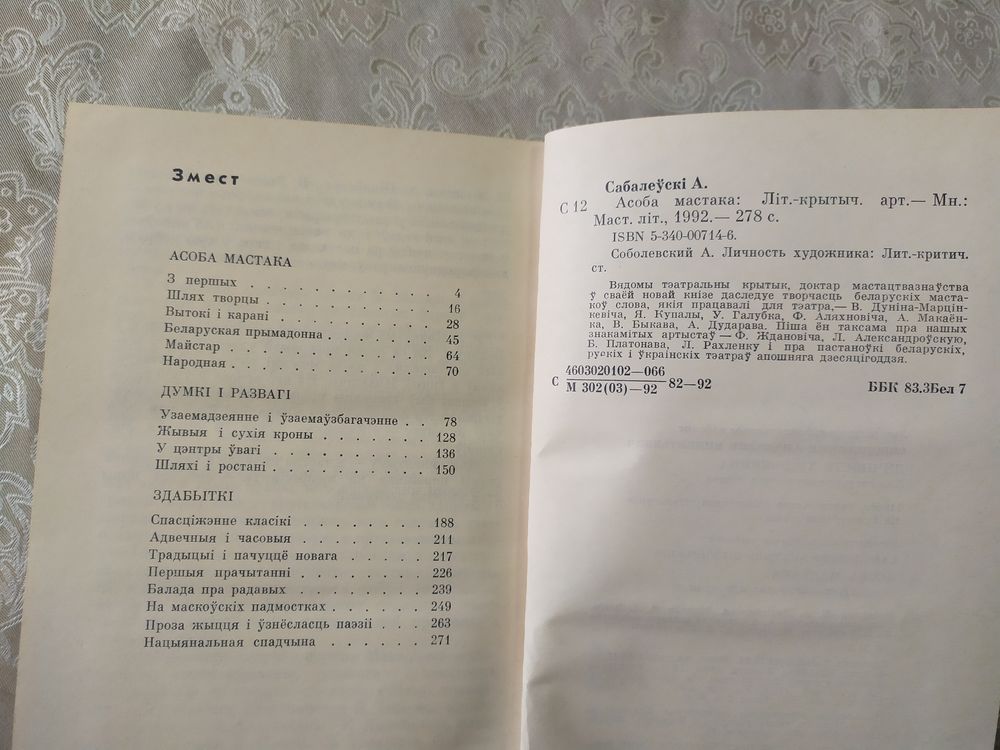 Змест
АСОБА МАСТАКА
З першых . . . . . . . . . . . 4
Шлях творцы . . . . . . . . . . 16
Вытокі і карані . . . . . . . . . 28
Беларуская прымадонна . . . . . . . 45
Майстар . . . . . . . . . . . 64
Народная . . . . . . . . . . . 70
ДУМКІ І РАЗВАГІ
Узаемадзеянне і ўзаемаўзбагачэнне . . 78
Жывыя і сухія кроны . . . . . . . 128
У цэнтры ўвагі . . . . . . . . . 136
Шляхі і ростані . . . . . . . . . 150
ЗДАБЫТКІ
Спасціжэнне класікі . . . . . . . 188
Адвечныя і часовыя . . . . . . . 211
Традыцыі і пачуццё новага . . . . 217
Першыя прачытанні . . . . . . . 226
Балада пра радавых . . . . . . . 239
На маскоўскіх падмостках . . . . . . 249
Проза жыцця і ўзнёсласць паэзіі . . . 263
Нацыянальная спадчына . . . . . . 271
Сабалеўскі А.
С 12 Асоба мастака: Літ.-крытыч. арт.— Мн.:
Маст. літ., 1992.— 278 с.
ISBN 5-340-00714-6.
Соболевский А. Личность художника: Лит.-критич.
ст.
Вядомы тэатральны крытык, доктар мастацтвазнаўства
ў сваёй новай кнізе даследуе творчасць беларускіх маста-
коў слова, якія працавалі для тэатра,— В. Дуніна-Марцін-
кевіча, Я. Купалы, У. Галубка, Ф. Аляхновіча, А. Макаён-
ка, В. Быкава, А. Дударава. Піша ён таксама пра нашых
знакамітых артыстаў — Ф. Ждановіча, Л. Александроўскую,
Б. Платонава, Л. Рахленку і пра пастаноўкі беларускіх,
рускіх і ўкраінскіх тэатраў апошняга дзесяцігоддзя.
4603020102—066
С М 302(03)—92 82—92 ББК 83.3Бел 7